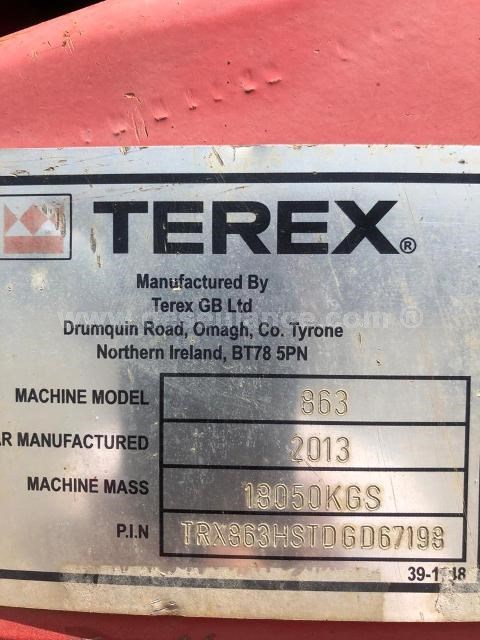 TEREX®
Manufactured By
Terex GB Ltd
Drumquin Road, Omagh, Co. Tyrone
Northern Ireland, BT78 5PN
MACHINE MODEL 863
AR MANUFACTURED 2013
MACHINE MASS 18050KGS
P.I.N TRX863HSTDGD67198